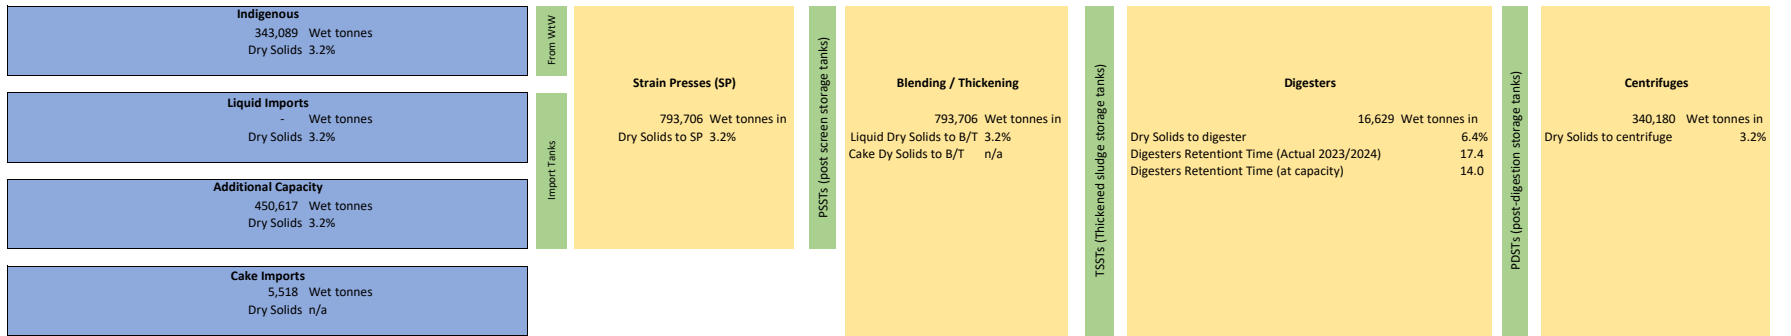 Indigenous
343,089 Wet tonnes
Dry Solids 3.2%
Liquid Imports
- Wet tonnes
Dry Solids 3.2%
Additional Capacity
450,617 Wet tonnes
Dry Solids 3.2%
Cake Imports
5,518 Wet tonnes
Dry Solids n/a
From WtW
Import Tanks
Strain Presses (SP)
793,706 Wet tonnes in
Dry Solids to SP 3.2%
PSSTs (post screen storage tanks)
Blending / Thickening
793,706 Wet tonnes in
Liquid Dry Solids to B/T 3.2%
Cake Dy Solids to B/T n/a
TSSTs (Thickened sludge storage tanks)
Digesters
16,629 Wet tonnes in
Dry Solids to digester 6.4%
Digesters Retentiont Time (Actual 2023/2024) 17.4
Digesters Retentiont Time (at capacity) 14.0
PDSTs (post-digestion storage tanks)
Centrifuges
340,180 Wet tonnes in
Dry Solids to centrifuge 3.2%